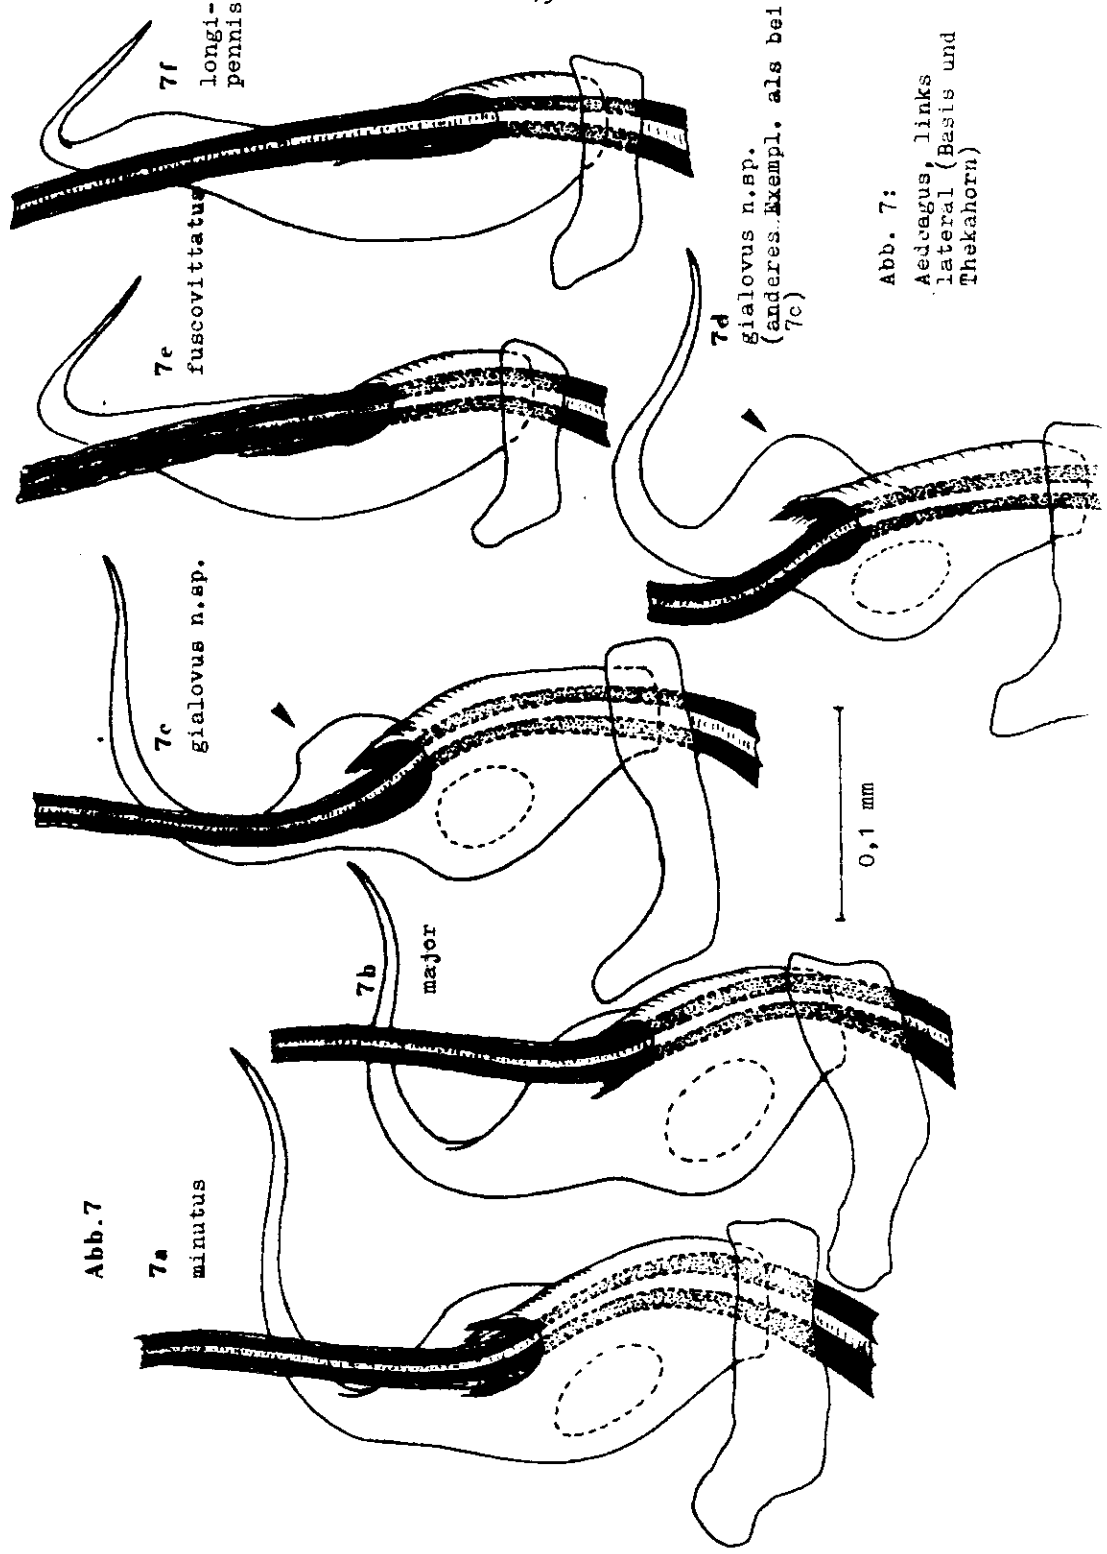 Abb.7
7a
minutus
7b
major
7c
gialovus n.sp.
7e
fuscovittatus
7f
longi-
pennis
0,1 mm
7d
gialovus n.sp.
(anderes Exempl. als bei
7c)
Abb. 7:
Aedeagus, links
lateral (Basis und
Thekahorn)